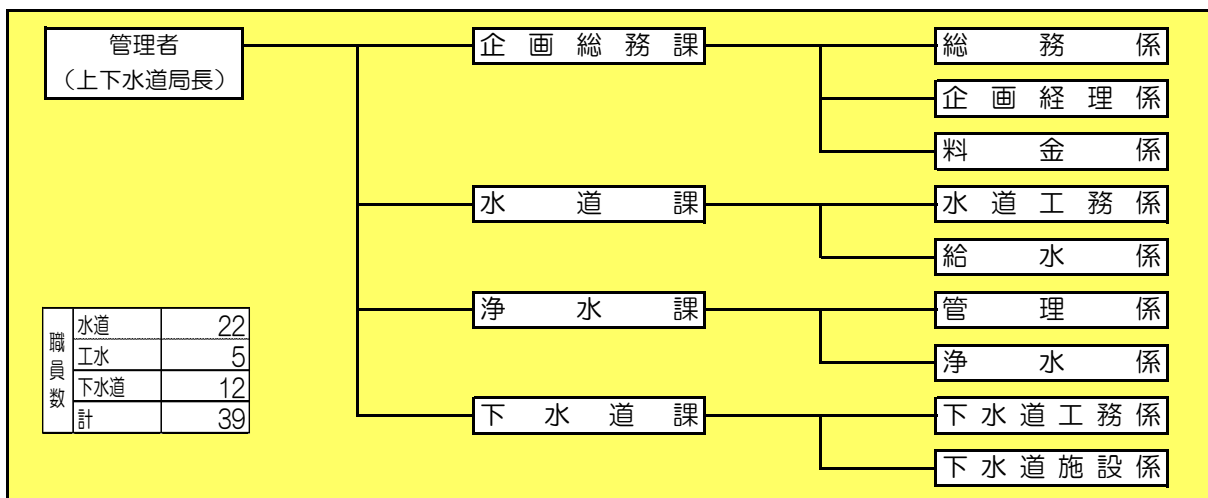 管理者
（上下水道局長）
企画総務課
総務係
企画経理係
料金係
水道課
水道工務係
給水係
浄水課
管理係
浄水係
下水道課
下水道工務係
下水道施設係
職員数
水道 22
工水 5
下水道 12
計 39